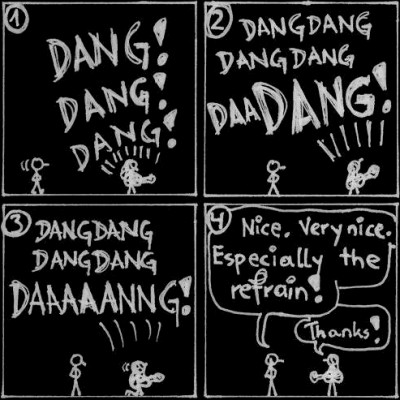 1
DANG!
DANG!
DANG!
2
DANGDANG
DANGDANG
DAADANG!
3
DANGDANG
DANGDANG
DAAAAANNG!
4
Nice. Very nice.
Especially the
refrain!
Thanks!